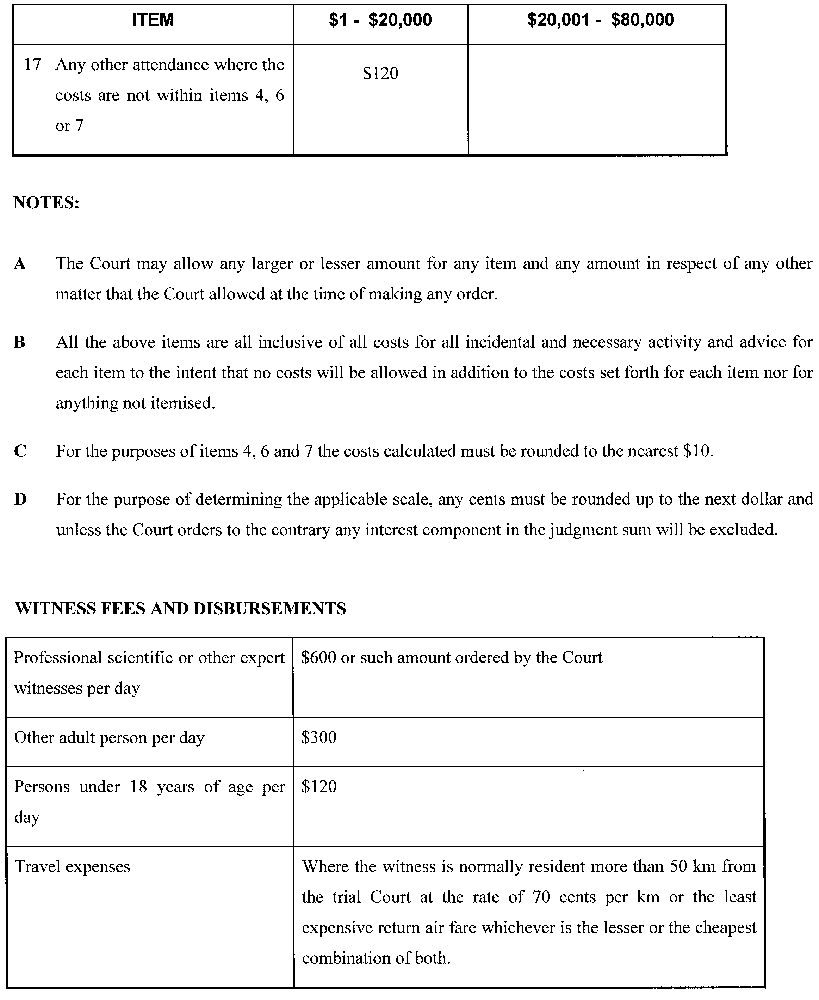 ITEM $1 - $20,000 $20,001 - $80,000
17 Any other attendance where the $120
costs are not within items 4, 6
or 7
NOTES:
A The Court may allow any larger or lesser amount for any item and any amount in respect of any other
matter that the Court allowed at the time of making any order.
B All the above items are all inclusive of all costs for all incidental and necessary activity and advice for
each item to the intent that no costs will be allowed in addition to the costs set forth for each item nor for
anything not itemised.
C For the purposes of items 4, 6 and 7 the costs calculated must be rounded to the nearest $10.
D For the purpose of determining the applicable scale, any cents must be rounded up to the next dollar and
unless the Court orders to the contrary any interest component in the judgment sum will be excluded.
WITNESS FEES AND DISBURSEMENTS
Professional scientific or other expert $600 or such amount ordered by the Court
witnesses per day
Other adult person per day $300
Persons under 18 years of age per $120
day
Travel expenses Where the witness is normally resident more than 50 km from
the trial Court at the rate of 70 cents per km or the least
expensive return air fare whichever is the lesser or the cheapest
combination of both.